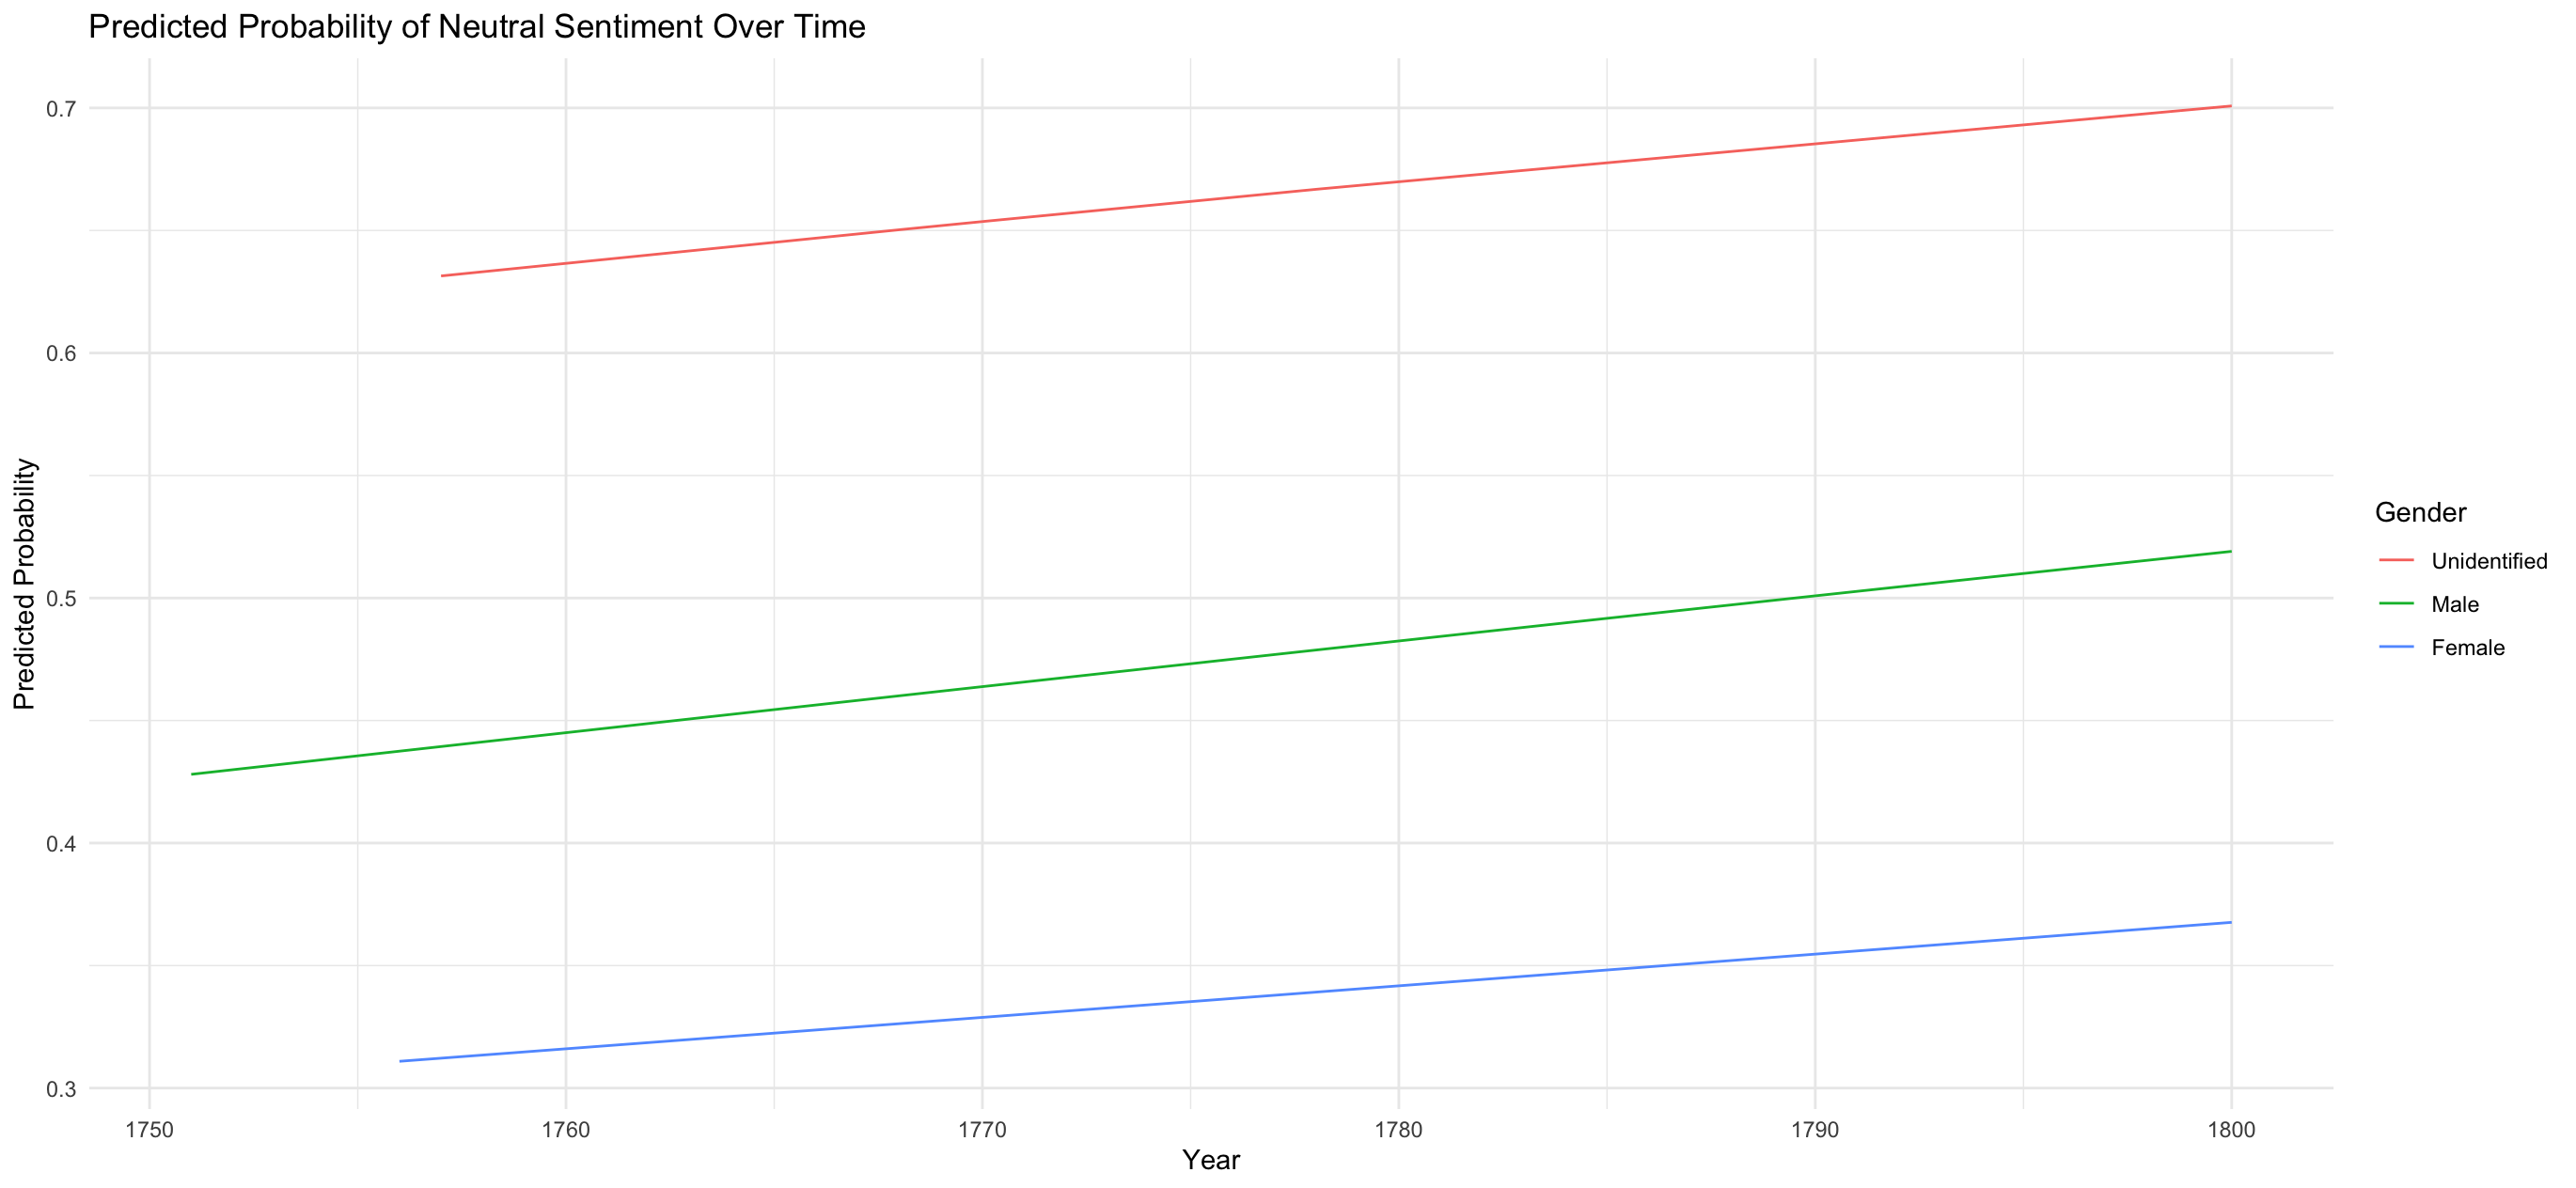 Predicted Probability of Neutral Sentiment Over Time
0.7
0.6
0.5
0.4
0.3
Predicted Probability
1750 1760 1770 1780 1790 1800
Year
Gender
Unidentified
Male
Female